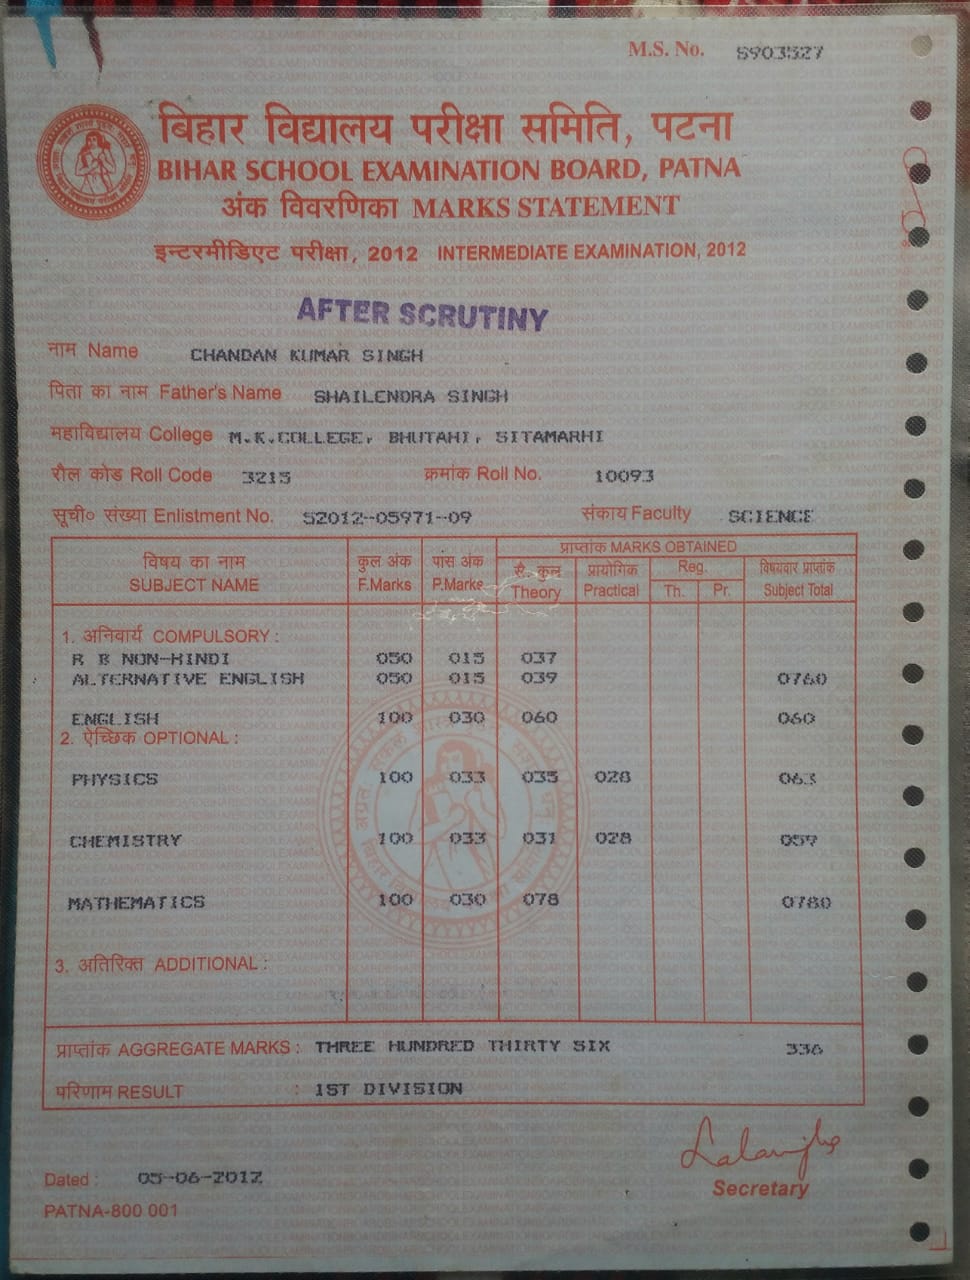 M.S. No. S903527
बिहार विद्यालय परीक्षा समिति, पटना
BIHAR SCHOOL EXAMINATION BOARD, PATNA
अंक विवरणिका MARKS STATEMENT
इन्टरमीडिएट परीक्षा, 2012 INTERMEDIATE EXAMINATION, 2012
AFTER SCRUTINY
नाम Name CHANDAN KUMAR SINGH
पिता का नाम Father's Name SHAILENDRA SINGH
महाविद्यालय College M.K.COLLEGE, BHUTAHI, SITAMARHI
रौल कोड Roll Code 3215 क्रमांक Roll No. 10093
सूची० संख्या Enlistment No. S2012-05971-09 संकाय Faculty SCIENCE
विषय का नाम कुल अंक पास अंक प्राप्तांक MARKS OBTAINED
SUBJECT NAME F.Marks P.Marks सै. कुल Theory प्रायोगिक Practical Reg. Th. Pr. विषयवार प्राप्तांक Subject Total
1. अनिवार्य COMPULSORY :
R B NON-HINDI 050 015 037
ALTERNATIVE ENGLISH 050 015 039 0760
ENGLISH 100 030 060 060
2. ऐच्छिक OPTIONAL :
PHYSICS 100 033 035 028 063
CHEMISTRY 100 033 031 028 059
MATHEMATICS 100 030 078 0780
3. अतिरिक्त ADDITIONAL :
प्राप्तांक AGGREGATE MARKS : THREE HUNDRED THIRTY SIX 336
परिणाम RESULT : 1ST DIVISION
Dated : 05-06-2012
Secretary
PATNA-800 001